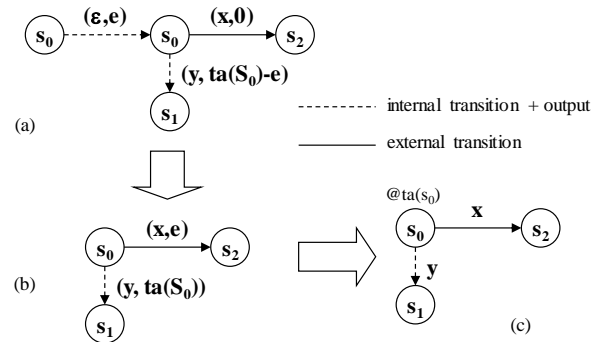 s0 (ε,e) s0 (x,0) s2
(y, ta(S0)-e)
s1
(a)
internal transition + output
external transition
s0 (x,e) s2
(y, ta(S0))
s1
(b)
@ta(s0)
s0 x s2
y
s1
(c)